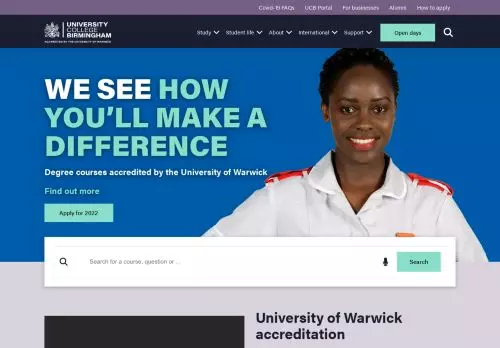 Covid-19 FAQs UCB Portal For businesses Alumni How to apply
UNIVERSITY
COLLEGE
BIRMINGHAM
ACCREDITED BY THE UNIVERSITY OF WARWICK
Study Student life About International Support Open days
WE SEE HOW
YOU'LL MAKE A
DIFFERENCE
Degree courses accredited by the University of Warwick
Find out more
Apply for 2022
Search for a course, question or ... Search
University of Warwick
accreditation